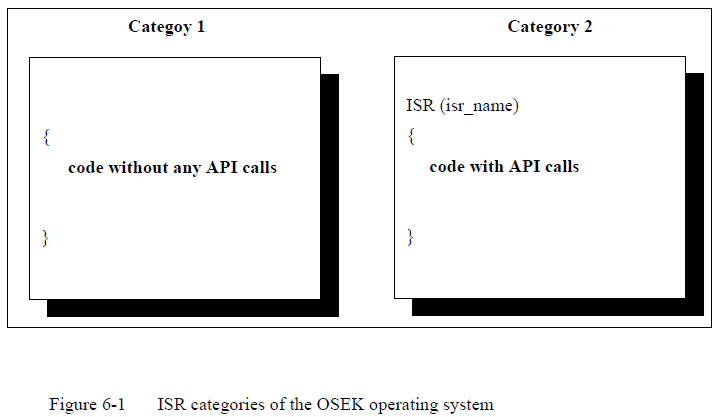 Categoy 1
{
code without any API calls
}
Category 2
ISR (isr_name)
{
code with API calls
}
Figure 6-1 ISR categories of the OSEK operating system